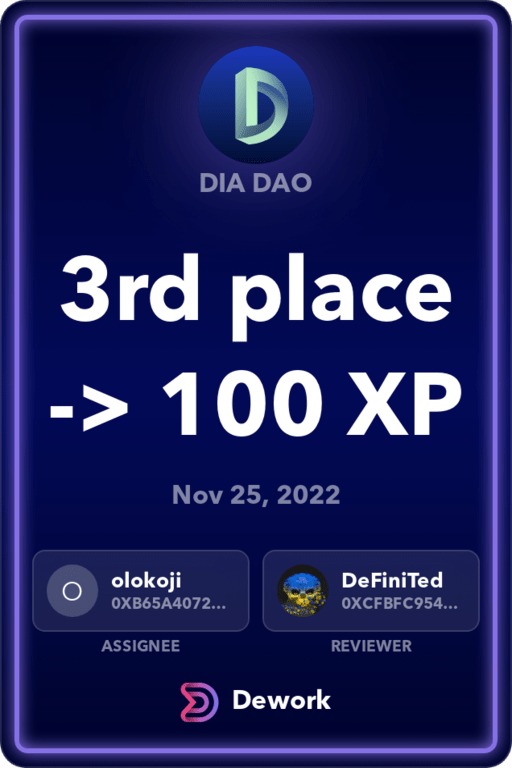 DIA DAO
3rd place
-> 100 XP
Nov 25, 2022
O
olokoji
0XB65A4072...
DeFiniTed
0XCFBFC954...
ASSIGNEE
REVIEWER
Dework